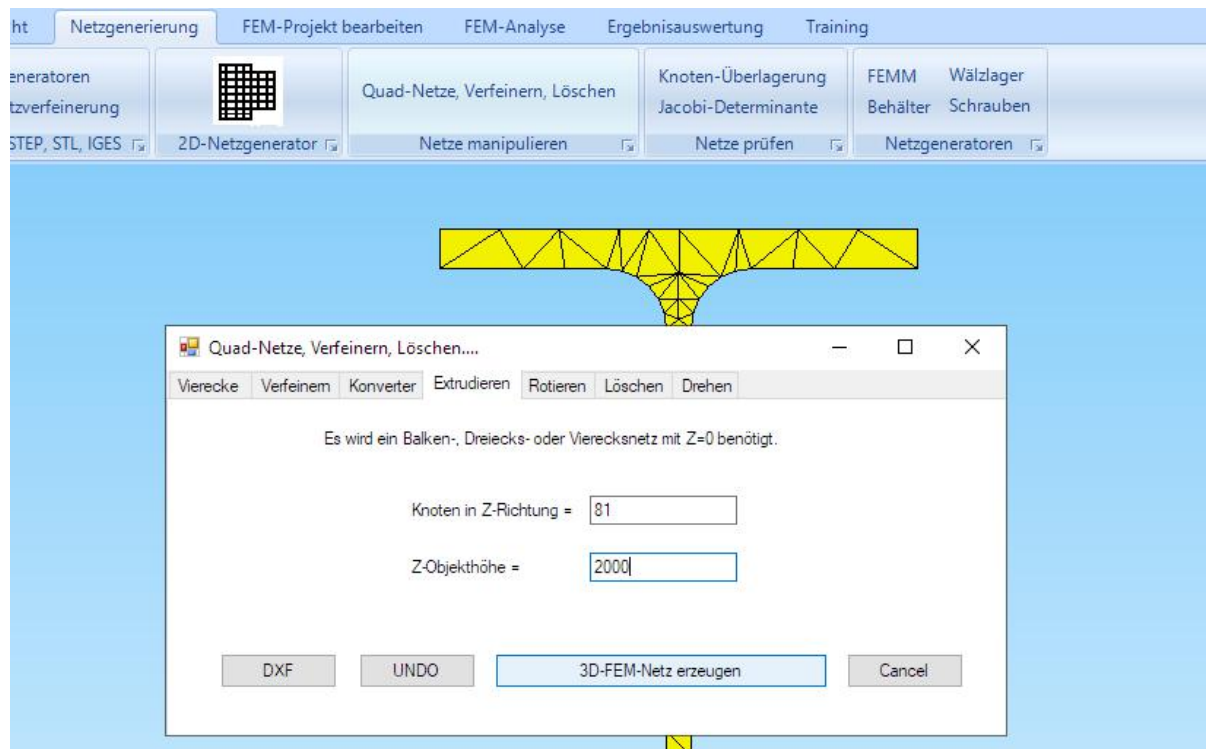 ht Netzgenerierung FEM-Projekt bearbeiten FEM-Analyse Ergebnisauswertung Training
eneratoren
tzverfeinerung
STEP, STL, IGES
2D-Netzgenerator
Quad-Netze, Verfeinern, Löschen
Netze manipulieren
Knoten-Überlagerung
Jacobi-Determinante
Netze prüfen
FEMM Wälzlager
Behälter Schrauben
Netzgeneratoren
Quad-Netze, Verfeinern, Löschen....
Vierecke Verfeinern Konverter Extrudieren Rotieren Löschen Drehen
Es wird ein Balken-, Dreiecks- oder Vierecksnetz mit Z=0 benötigt.
Knoten in Z-Richtung = 81
Z-Objekthöhe = 2000
DXF UNDO 3D-FEM-Netz erzeugen Cancel